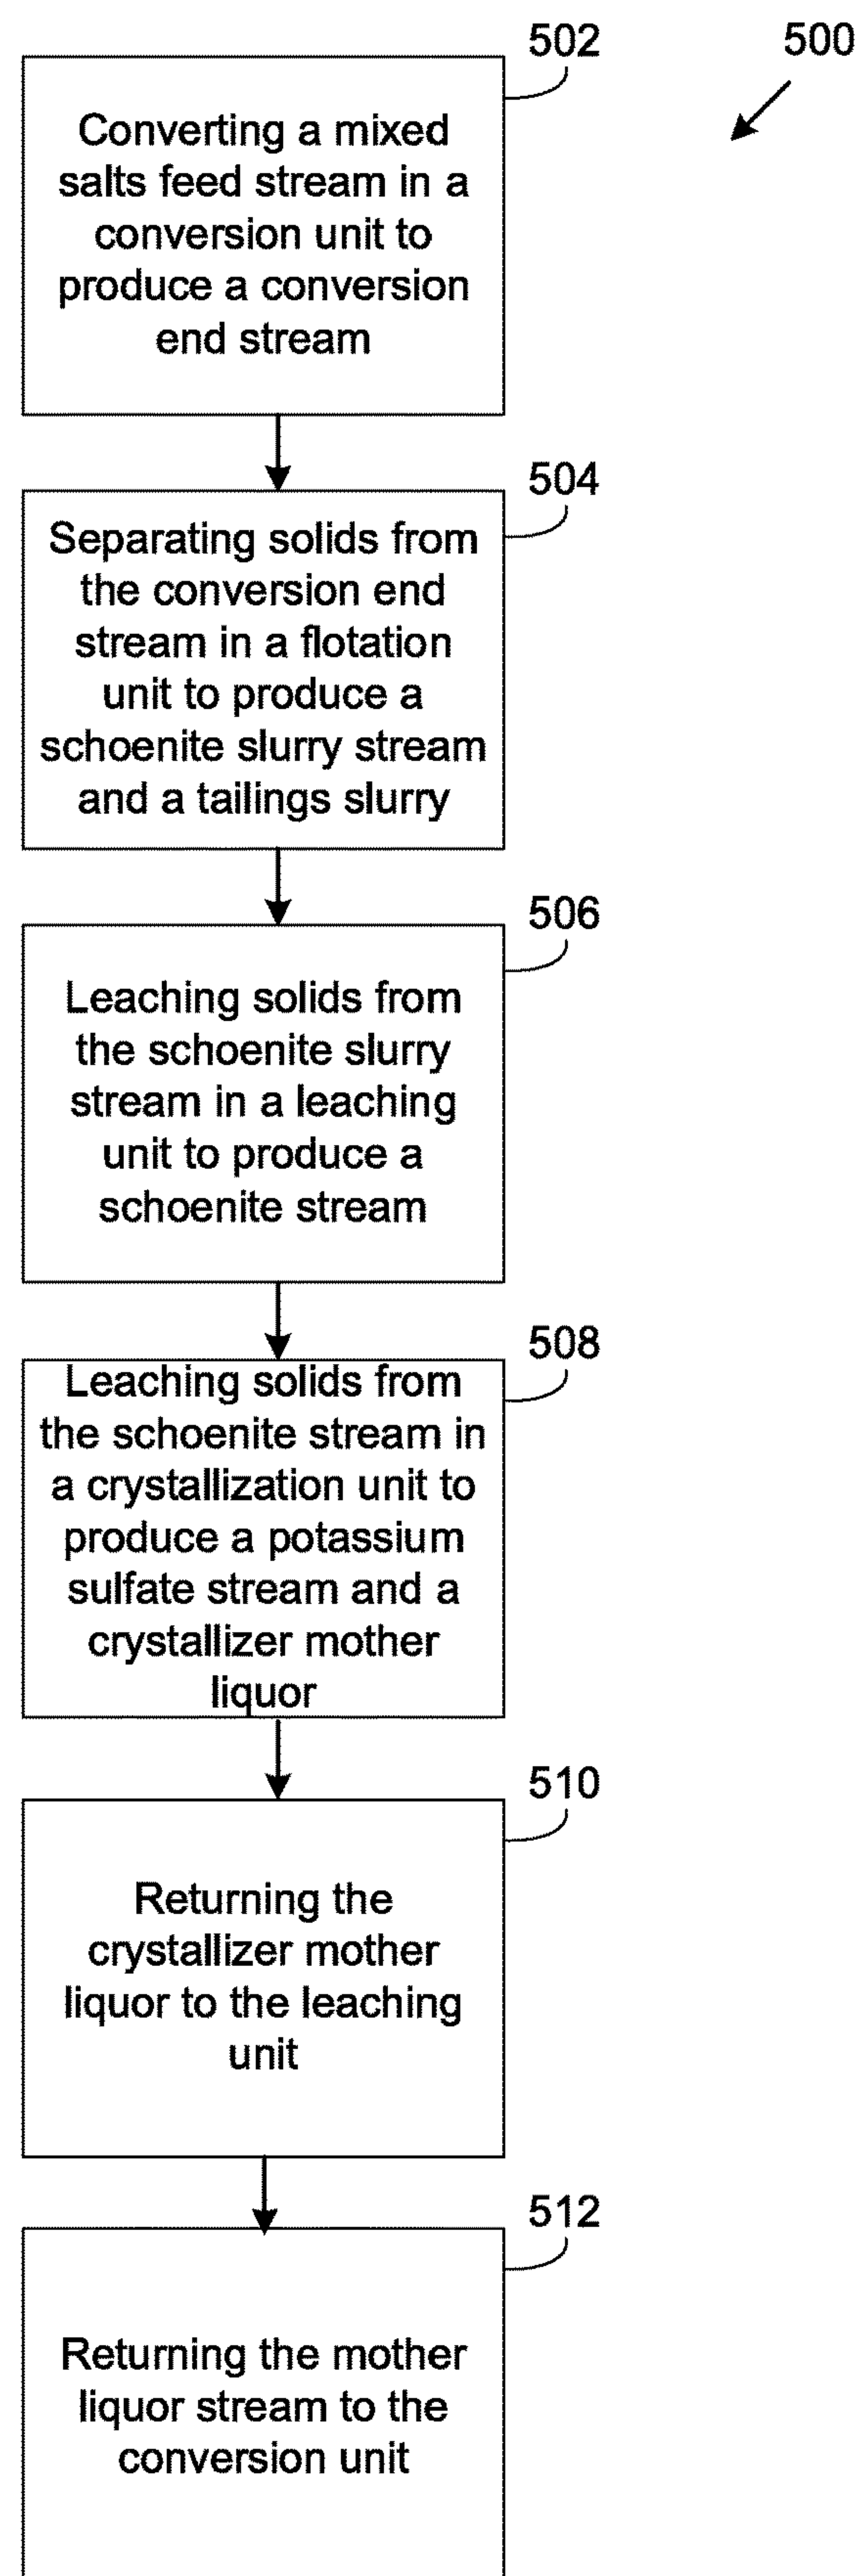 500
502
Converting a mixed
salts feed stream in a
conversion unit to
produce a conversion
end stream
504
Separating solids from
the conversion end
stream in a flotation
unit to produce a
schoenite slurry stream
and a tailings slurry
506
Leaching solids from
the schoenite slurry
stream in a leaching
unit to produce a
schoenite stream
508
Leaching solids from
the schoenite stream in
a crystallization unit to
produce a potassium
sulfate stream and a
crystallizer mother
liquor
510
Returning the
crystallizer mother
liquor to the leaching
unit
512
Returning the mother
liquor stream to the
conversion unit